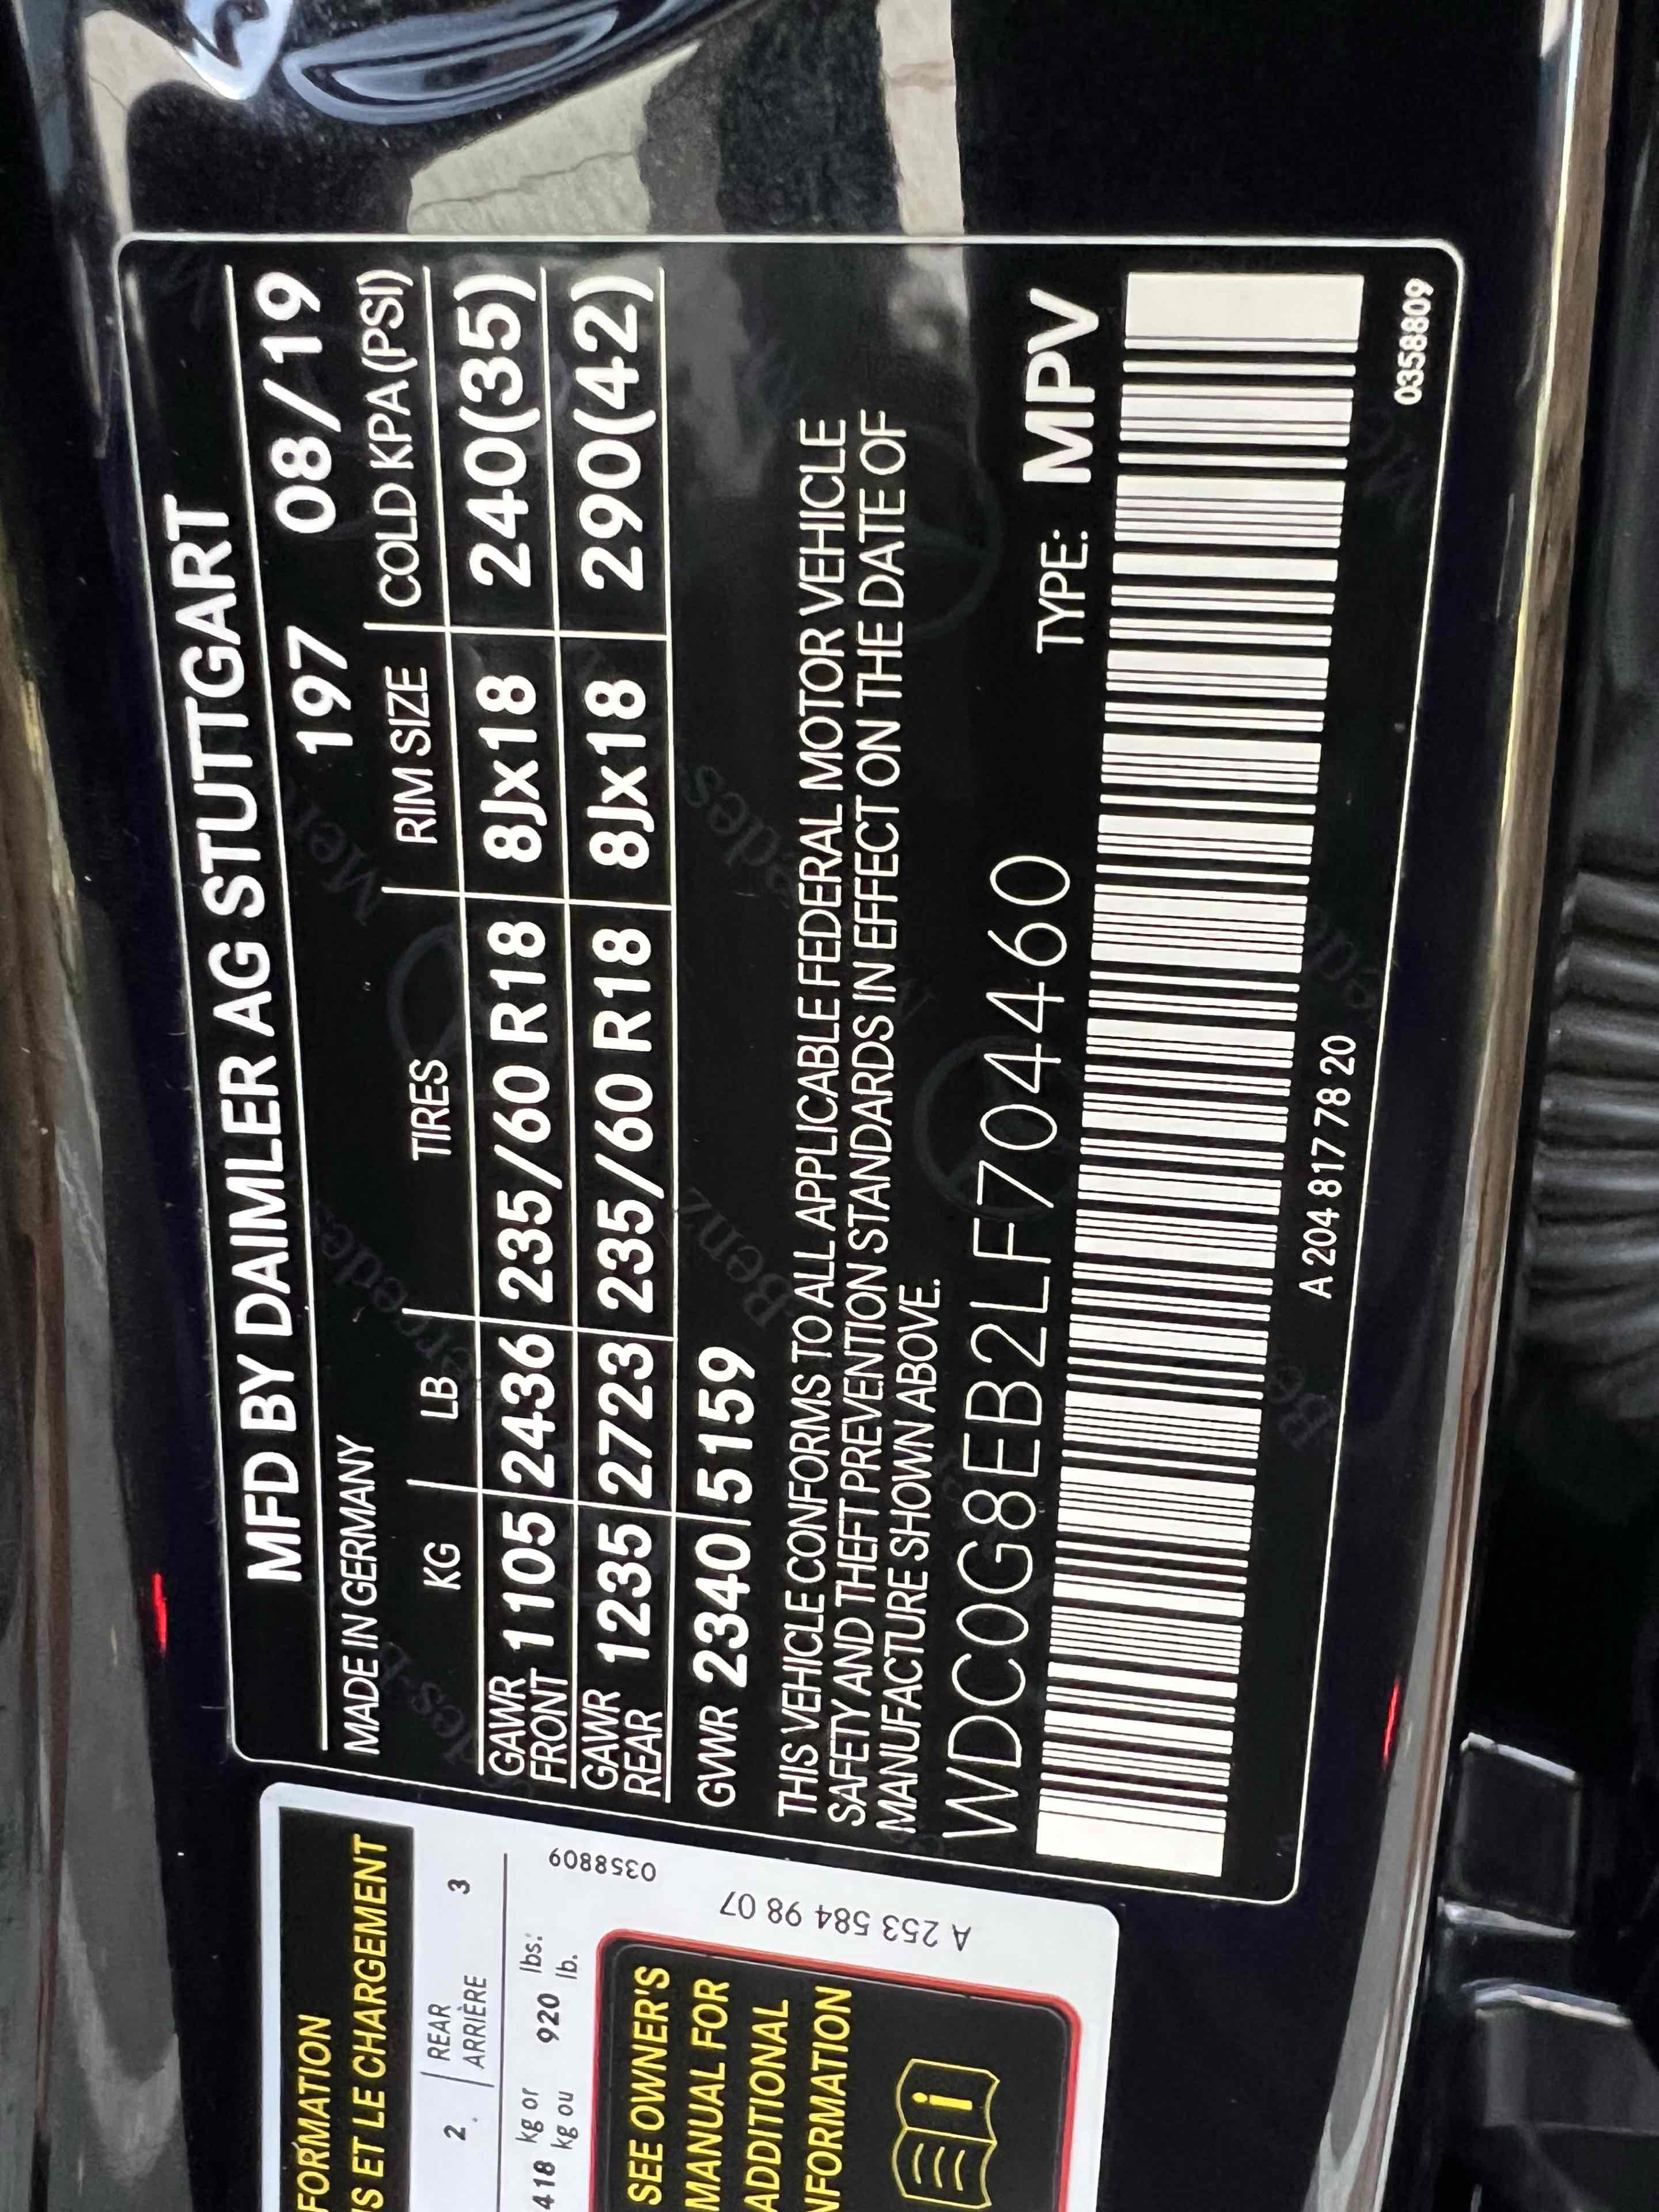 MFD BY DAIMLER AG STUTTGART
MADE IN GERMANY 197 08/19
KG LB TIRES RIM SIZE COLD KPA(PSI)
GAWR FRONT 1105 2436 235/60 R18 8Jx18 240(35)
GAWR REAR 1235 2723 235/60 R18 8Jx18 290(42)
GVWR 2340 5159
THIS VEHICLE CONFORMS TO ALL APPLICABLE FEDERAL MOTOR VEHICLE
SAFETY AND THEFT PREVENTION STANDARDS IN EFFECT ON THE DATE OF
MANUFACTURE SHOWN ABOVE.
WDC0G8EB2LF704460 TYPE: MPV
A 204 817 78 20
0358809
FORMATION
S ET LE CHARGEMENT
2 REAR 3
ARRIÈRE
418 kg or 920 lbs.
kg ou lb.
SEE OWNER'S
MANUAL FOR
ADDITIONAL
NFORMATION
0358809
A 253 584 98 07